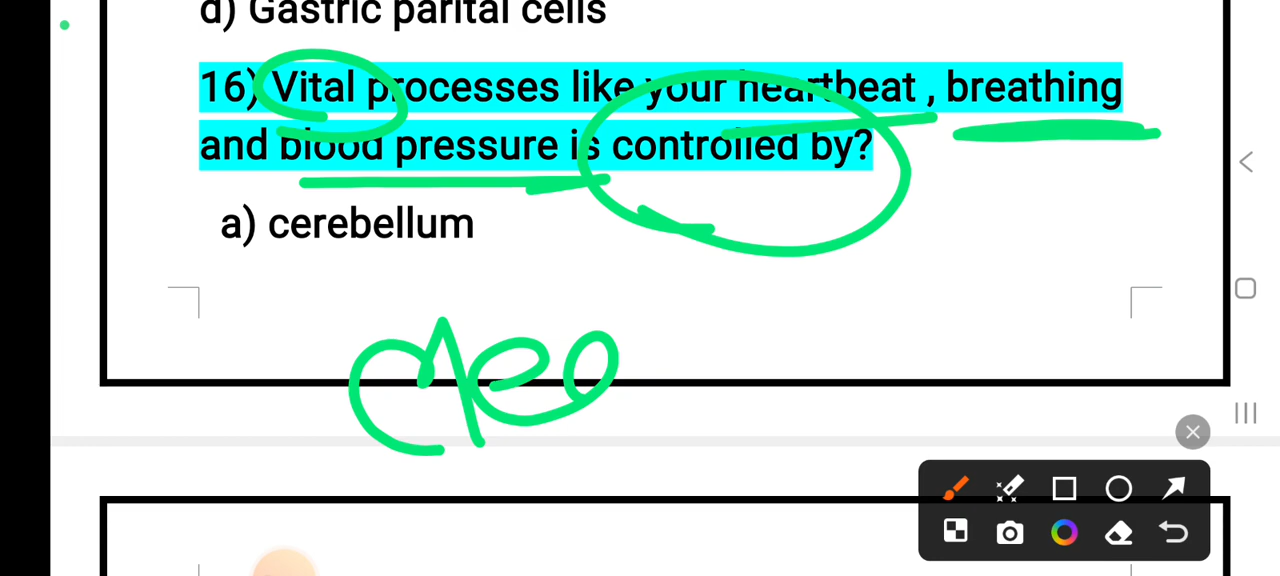 d) Gastric parital cells
16) Vital processes like your heartbeat , breathing
and blood pressure is controlled by?
a) cerebellum